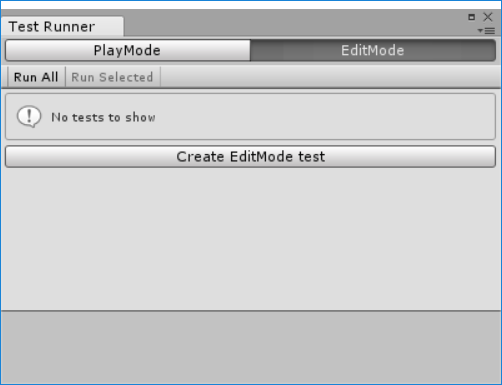 Test Runner
PlayMode EditMode
Run All Run Selected
No tests to show
Create EditMode test